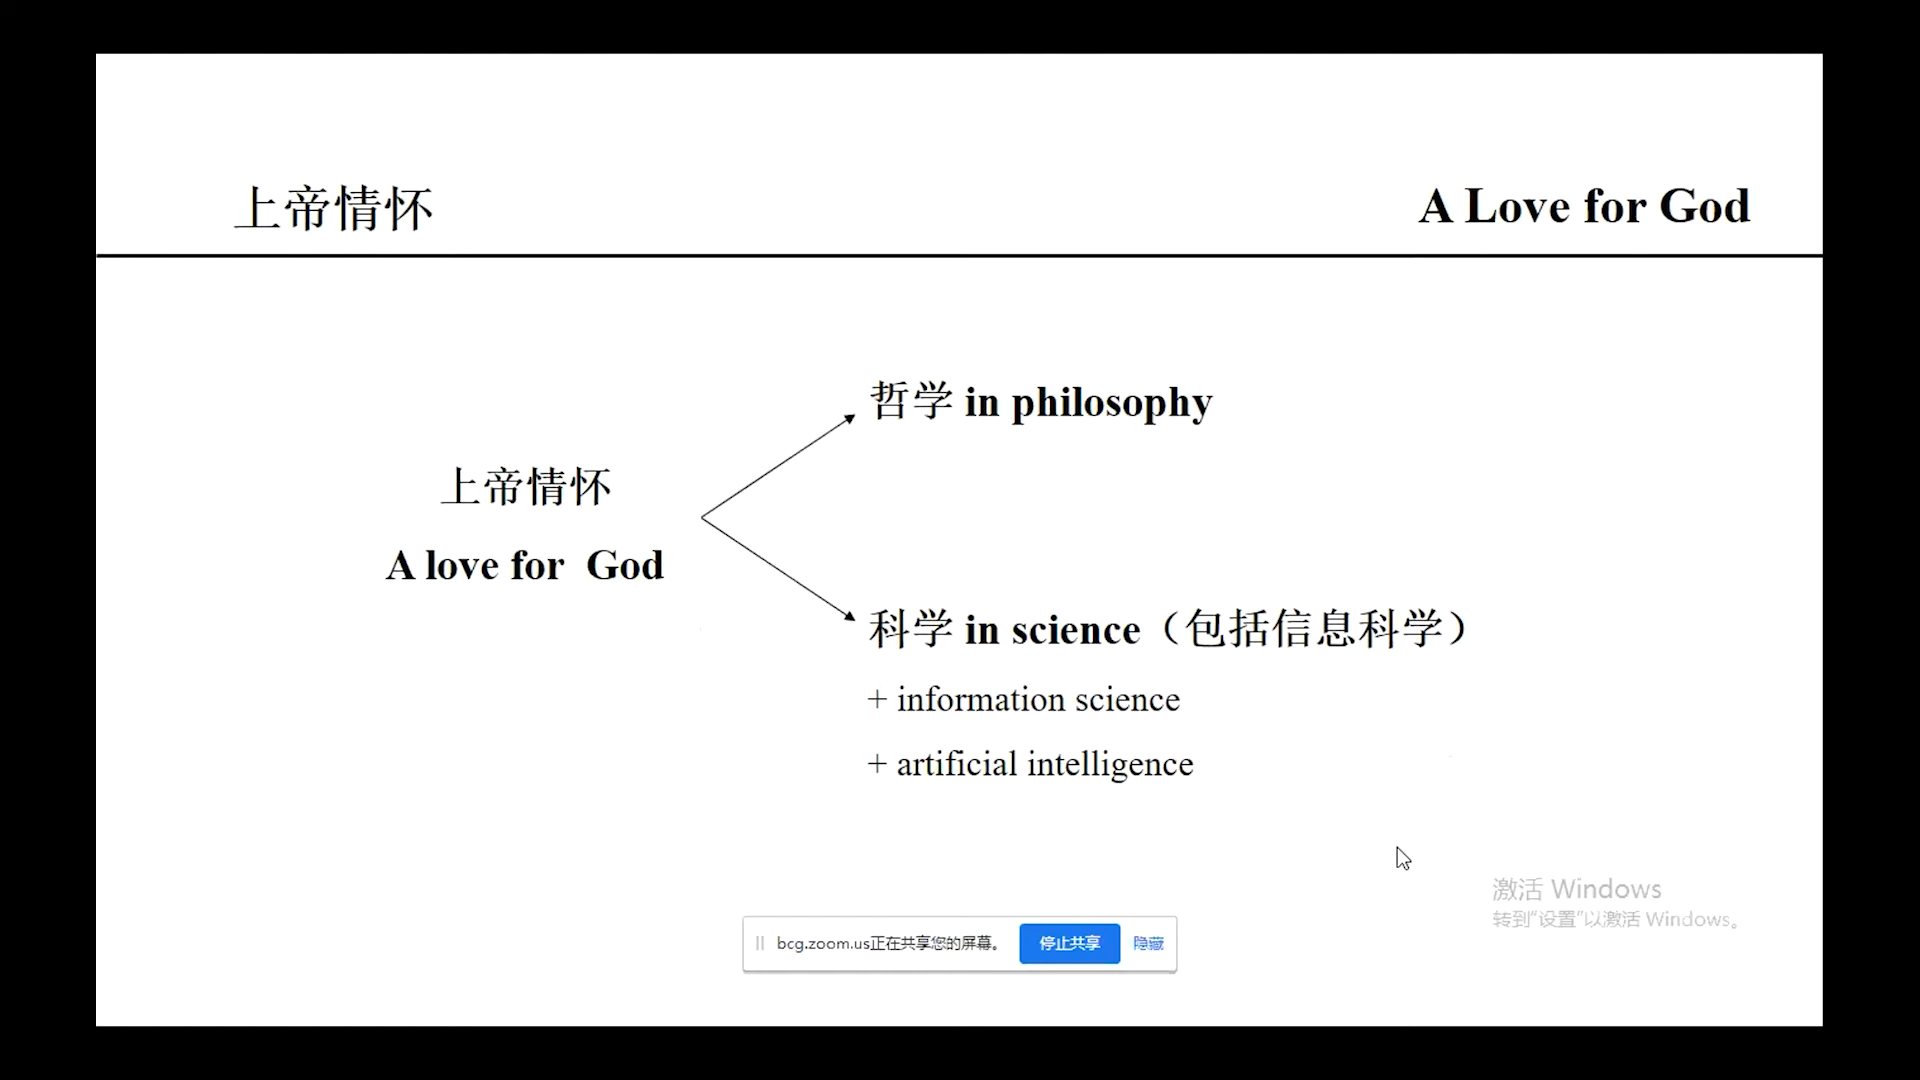 上帝情怀
A Love for God
哲学 in philosophy
上帝情怀
A love for  God
科学 in science（包括信息科学）
+ information science
+ artificial intelligence
激活 Windows
转到“设置”以激活 Windows。
bcg.zoom.us正在共享您的屏幕。
停止共享
隐藏